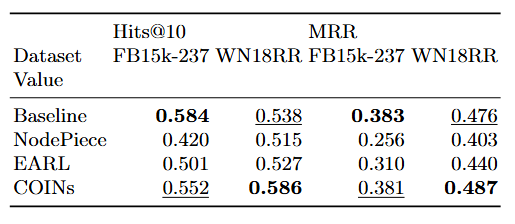 Hits@10 MRR
Dataset FB15k-237 WN18RR FB15k-237 WN18RR
Value
Baseline 0.584 0.538 0.383 0.476
NodePiece 0.420 0.515 0.256 0.403
EARL 0.501 0.527 0.310 0.440
COINs 0.552 0.586 0.381 0.487